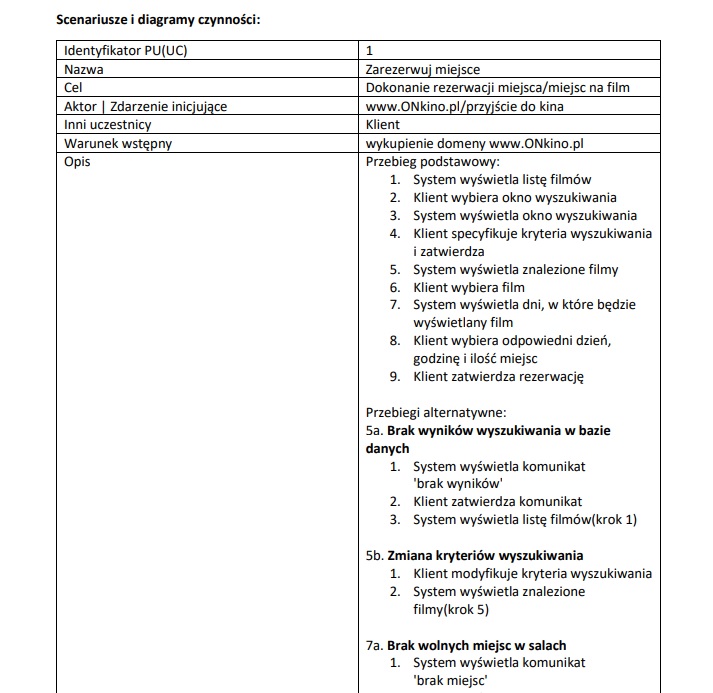 Scenariusze i diagramy czynności:
Identyfikator PU(UC) 1
Nazwa Zarezerwuj miejsce
Cel Dokonanie rezerwacji miejsca/miejsc na film
Aktor | Zdarzenie inicjujące www.ONkino.pl/przyjście do kina
Inni uczestnicy Klient
Warunek wstępny wykupienie domeny www.ONkino.pl
Opis Przebieg podstawowy:
1. System wyświetla listę filmów
2. Klient wybiera okno wyszukiwania
3. System wyświetla okno wyszukiwania
4. Klient specyfikuje kryteria wyszukiwania
i zatwierdza
5. System wyświetla znalezione filmy
6. Klient wybiera film
7. System wyświetla dni, w które będzie
wyświetlany film
8. Klient wybiera odpowiedni dzień,
godzinę i ilość miejsc
9. Klient zatwierdza rezerwację
Przebiegi alternatywne:
5a. Brak wyników wyszukiwania w bazie
danych
1. System wyświetla komunikat
'brak wyników'
2. Klient zatwierdza komunikat
3. System wyświetla listę filmów(krok 1)
5b. Zmiana kryteriów wyszukiwania
1. Klient modyfikuje kryteria wyszukiwania
2. System wyświetla znalezione
filmy(krok 5)
7a. Brak wolnych miejsc w salach
1. System wyświetla komunikat
'brak miejsc'